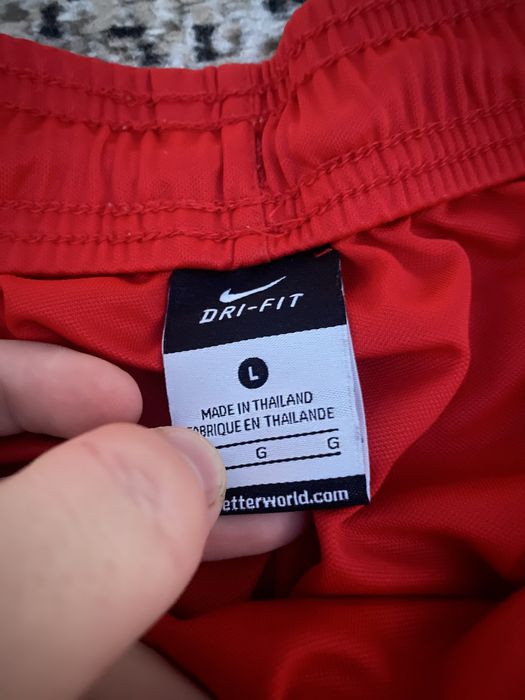 DRI-FIT
L
MADE IN THAILAND
FABRIQUE EN THAILANDE
G G
etterworld.com